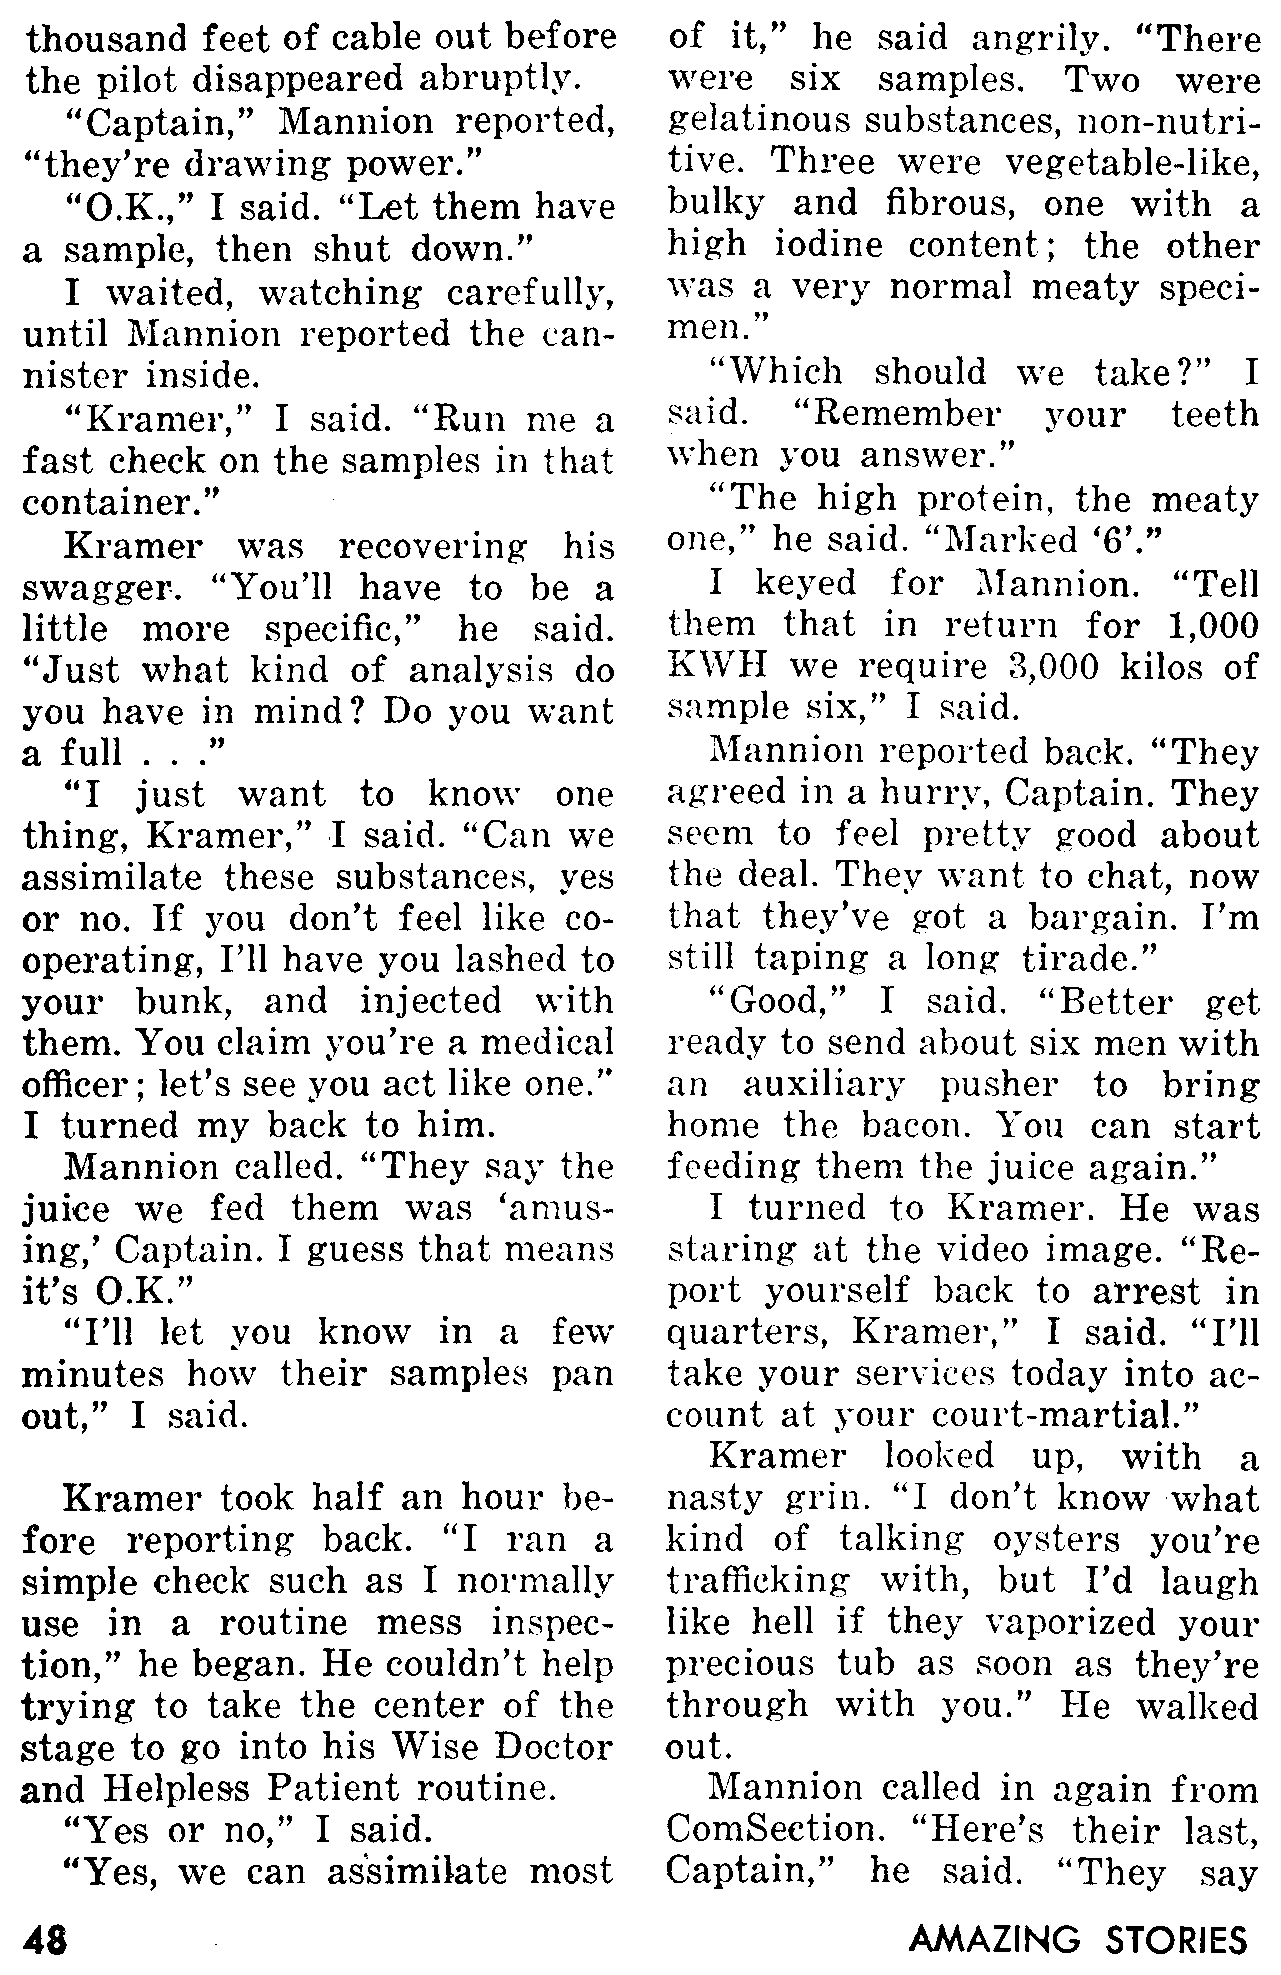 thousand feet of cable out before
the pilot disappeared abruptly.
“Captain,” Mannion reported,
“they’re drawing power.”
“O.K.,” I said. “Let them have
a sample, then shut down.”
I waited, watching carefully,
until Mannion reported the can-
nister inside.
“Kramer,” I said. “Run me a
fast check on the samples in that
container.”
Kramer was recovering his
swagger. “You’ll have to be a
little more specific,” he said.
“Just what kind of analysis do
you have in mind? Do you want
a full . . .”
“I just want to know one
thing, Kramer,” I said. “Can we
assimilate these substances, yes
or no. If you don’t feel like co-
operating, I’ll have you lashed to
your bunk, and injected with
them. You claim you’re a medical
officer; let’s see you act like one.”
I turned my back to him.
Mannion called. “They say the
juice we fed them was ‘amus-
ing,’ Captain. I guess that means
it’s O.K.”
“I’ll let you know in a few
minutes how their samples pan
out,” I said.
Kramer took half an hour be-
fore reporting back. “I ran a
simple check such as I normally
use in a routine mess inspec-
tion,” he began. He couldn’t help
trying to take the center of the
stage to go into his Wise Doctor
and Helpless Patient routine.
“Yes or no,” I said.
“Yes, we can assimilate most
of it,” he said angrily. “There
were six samples. Two were
gelatinous substances, non-nutri-
tive. Three were vegetable-like,
bulky and fibrous, one with a
high iodine content; the other
was a very normal meaty speci-
men.”
“Which should we take?” I
said. “Remember your teeth
when you answer.”
“The high protein, the meaty
one,” he said. “Marked ‘6’.”
I keyed for Mannion. “Tell
them that in return for 1,000
KWH we require 3,000 kilos of
sample six,” I said.
Mannion reported back. “They
agreed in a hurry, Captain. They
seem to feel pretty good about
the deal. They want to chat, now
that they’ve got a bargain. I’m
still taping a long tirade.”
“Good,” I said. “Better get
ready to send about six men with
an auxiliary pusher to bring
home the bacon. You can start
feeding them the juice again.”
I turned to Kramer. He was
staring at the video image. “Re-
port yourself back to arrest in
quarters, Kramer,” I said. “I’ll
take your services today into ac-
count at your court-martial.”
Kramer looked up, with a
nasty grin. “I don’t know what
kind of talking oysters you’re
trafficking with, but I’d laugh
like hell if they vaporized your
precious tub as soon as they’re
through with you.” He walked
out.
Mannion called in again from
ComSection. “Here’s their last,
Captain,” he said. “They say
48
AMAZING STORIES